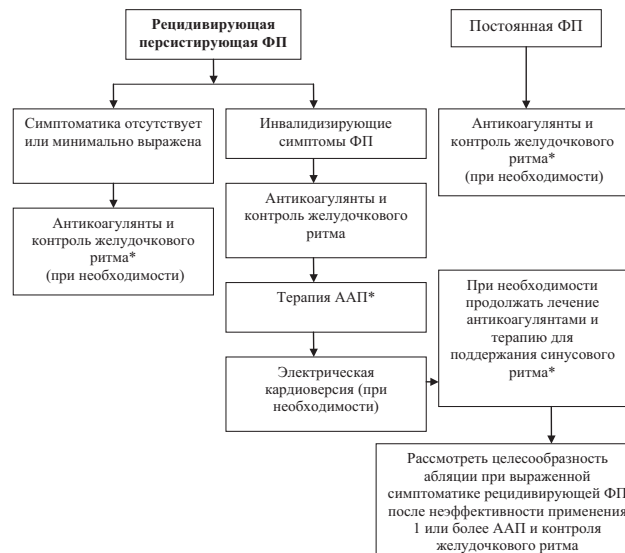 Рецидивирующая
персистирующая ФП
Постоянная ФП
Симптоматика отсутствует
или минимально выражена
Инвалидизирующие
симптомы ФП
Антикоагулянты и
контроль желудочкового
ритма*
(при необходимости)
Антикоагулянты и
контроль желудочкового
ритма*
(при необходимости)
Антикоагулянты и
контроль желудочкового
ритма
Терапия ААП*
При необходимости
продолжать лечение
антикоагулянтами и
терапию для
поддержания синусового
ритма*
Электрическая
кардиоверсия (при
необходимости)
Рассмотреть целесообразность
абляции при выраженной
симптоматике рецидивирующей ФП
после неэффективности применения
1 или более ААП и контроля
желудочкового ритма